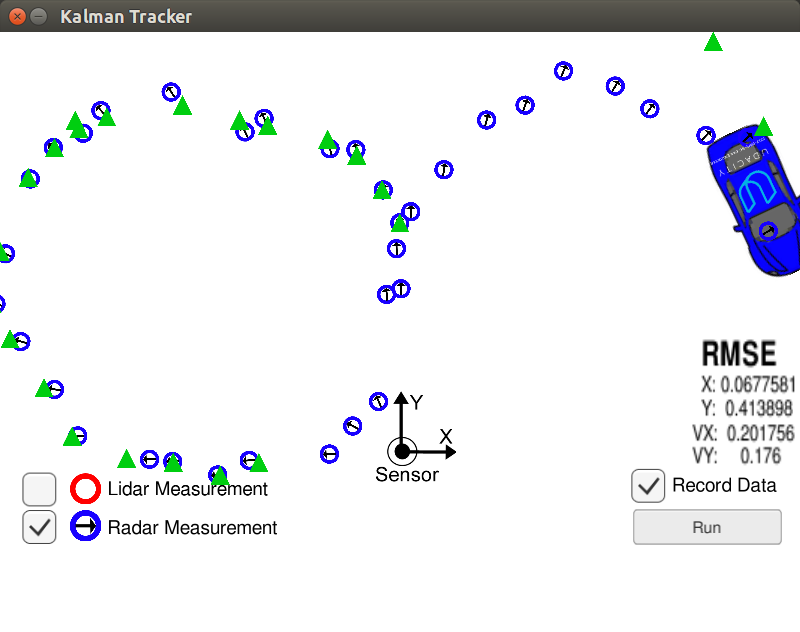 Kalman Tracker
UDACITY
RMSE
X: 0.0677581
Y: 0.413898
VX: 0.201756
VY: 0.176
Y
X
Sensor
Lidar Measurement
Radar Measurement
Record Data
Run